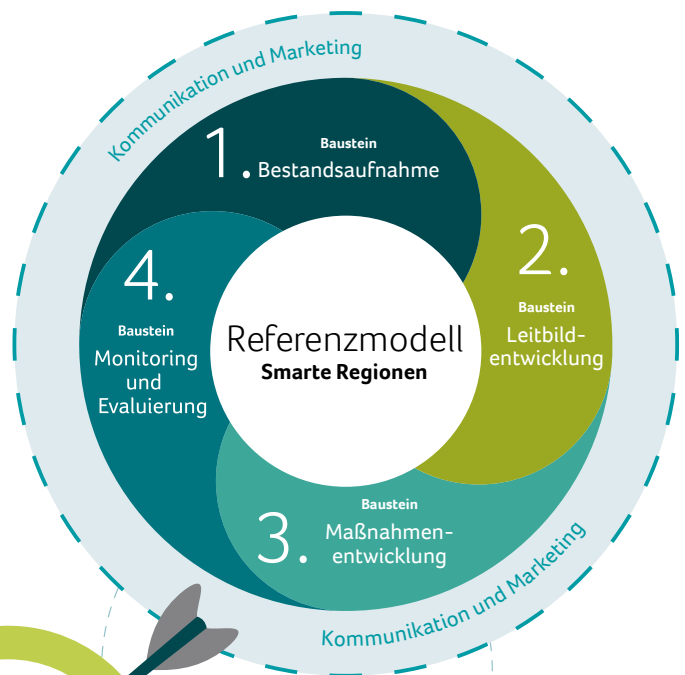 Kommunikation und Marketing
1.
Baustein
Bestandsaufnahme
2.
Baustein
Leitbild-
entwicklung
3.
Baustein
Maßnahmen-
entwicklung
4.
Baustein
Monitoring
und
Evaluierung
Referenzmodell
Smarte Regionen
Kommunikation und Marketing